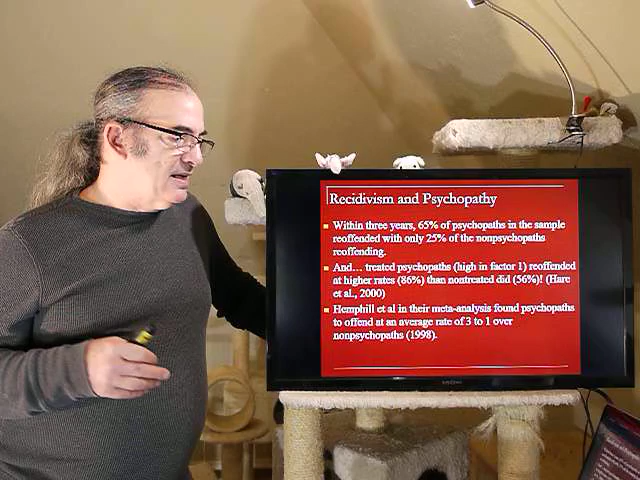 Recidivism and Psychopathy
Within three years, 65% of psychopaths in the sample
reoffended with only 25% of the nonpsychopaths
reoffending.
And… treated psychopaths (high in factor 1) reoffended
at higher rates (86%) than nontreated did (56%)! (Hare
et al., 2000)
Hemphill et al in their meta-analysis found psychopaths
to offend at an average rate of 3 to 1 over
nonpsychopaths (1998).